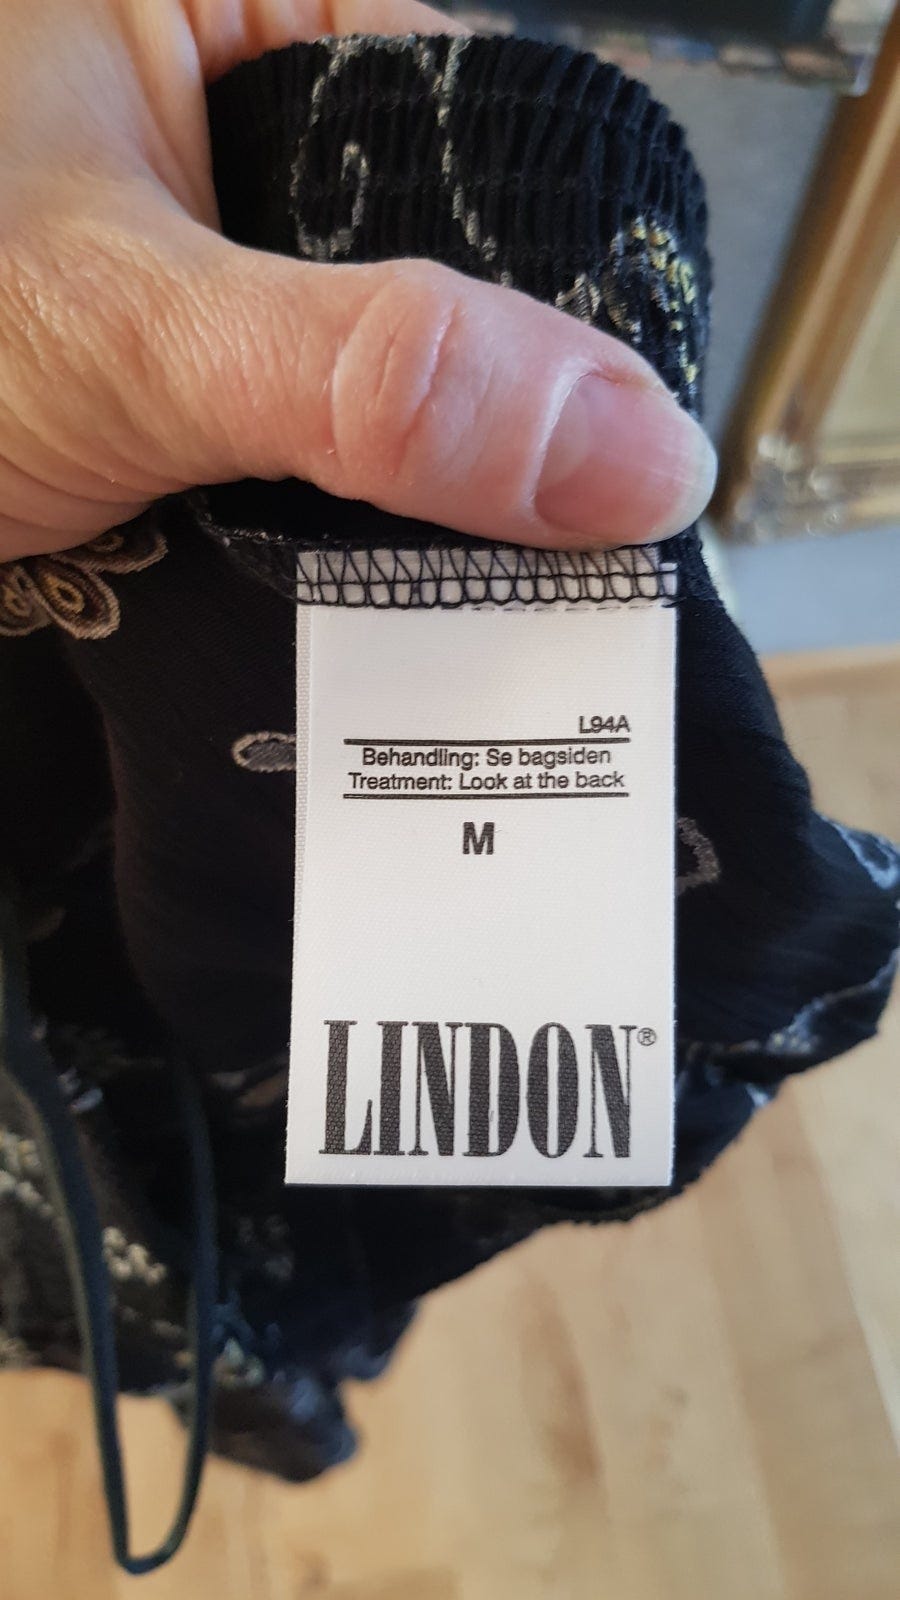 L94A
Behandling: Se bagsiden
Treatment: Look at the back
M
LINDON®